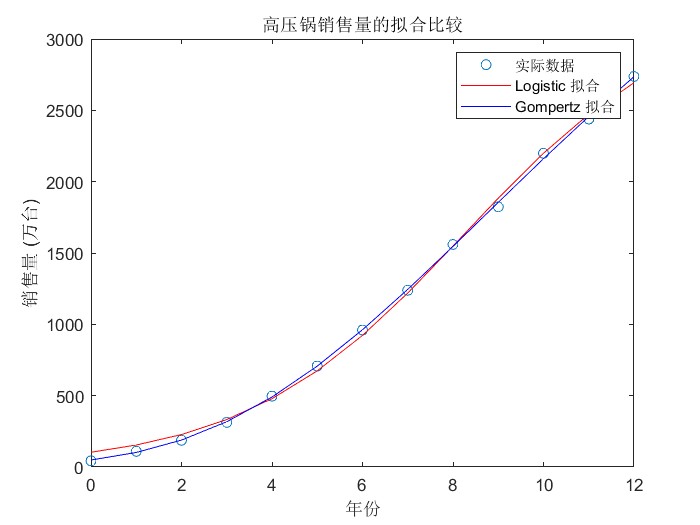 高压锅销售量的拟合比较
3000
2500
2000
1500
1000
500
0
销售量 (万台)
实际数据
Logistic 拟合
Gompertz 拟合
0 2 4 6 8 10 12
年份